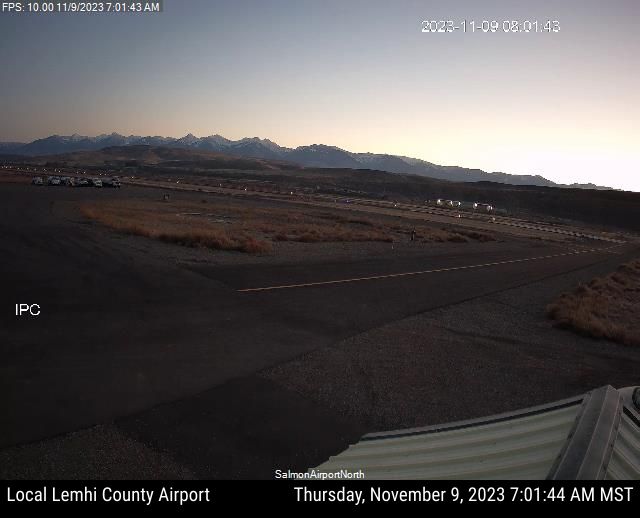 FPS: 10.00 11/9/2023 7:01:43 AM
2023-11-09 08:01:43
IPC
SalmonAirportNorth
Local Lemhi County Airport Thursday, November 9, 2023 7:01:44 AM MST